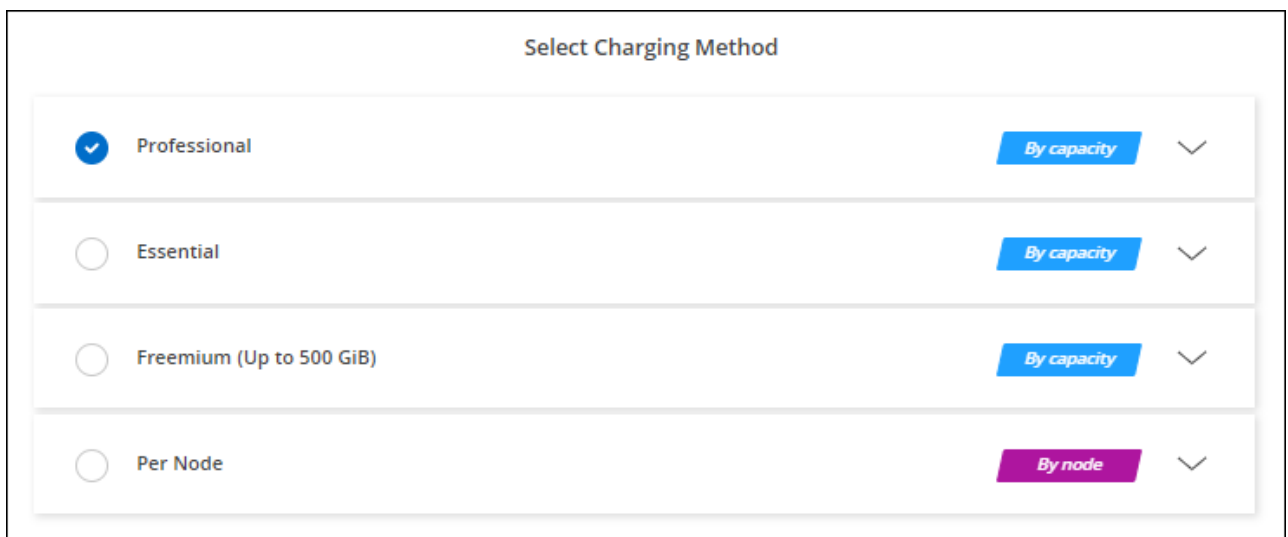 Select Charging Method
Professional By capacity
Essential By capacity
Freemium (Up to 500 GiB) By capacity
Per Node By node